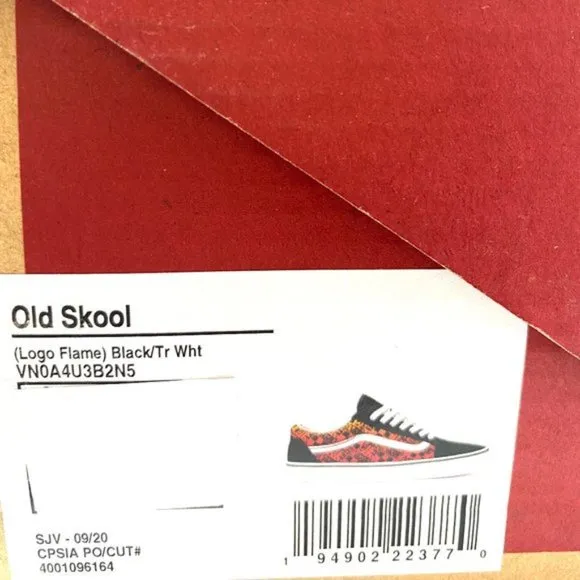 Old Skool
(Logo Flame) Black/Tr Wht
VN0A4U3B2N5
SJV - 09/20
CPSIA PO/CUT#
4001096164
1 94902 22377 0